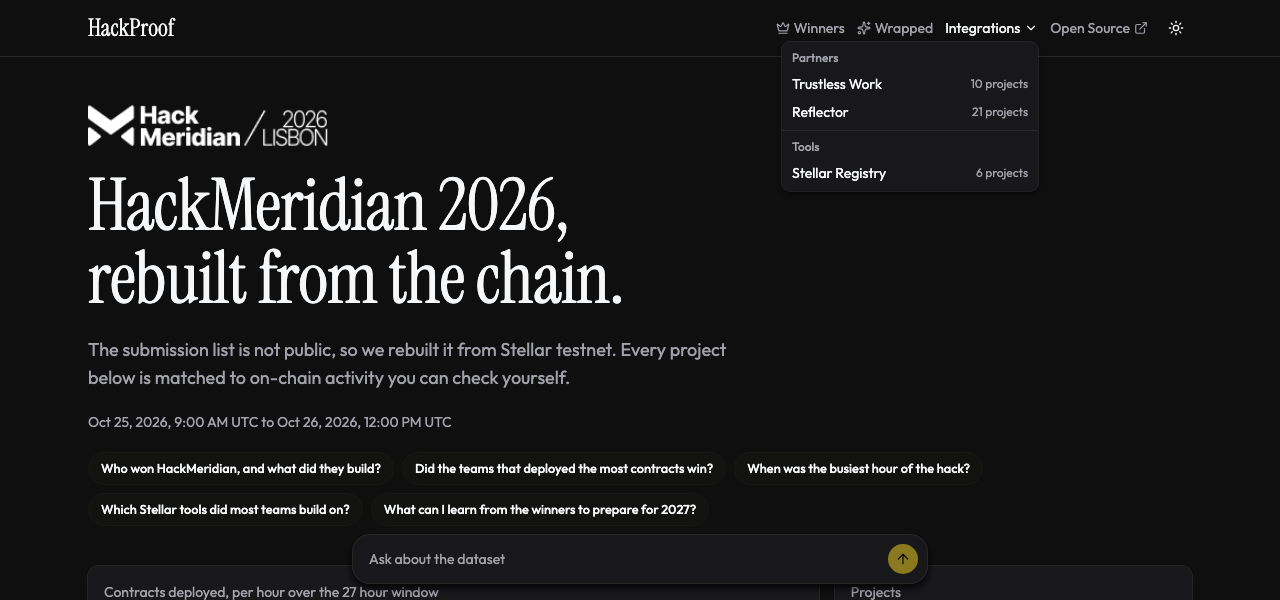 HackProof
Winners
Wrapped
Integrations
Open Source
Partners
Trustless Work 10 projects
Reflector 21 projects
Tools
Stellar Registry 6 projects
Hack
Meridian / 2026 LISBON
HackMeridian 2026,
rebuilt from the chain.
The submission list is not public, so we rebuilt it from Stellar testnet. Every project
below is matched to on-chain activity you can check yourself.
Oct 25, 2026, 9:00 AM UTC to Oct 26, 2026, 12:00 PM UTC
Who won HackMeridian, and what did they build?
Did the teams that deployed the most contracts win?
When was the busiest hour of the hack?
Which Stellar tools did most teams build on?
What can I learn from the winners to prepare for 2027?
Ask about the dataset
Contracts deployed, per hour over the 27 hour window
Projects